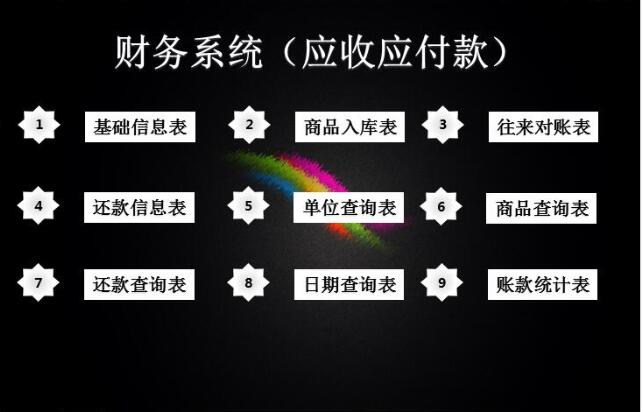 财务系统（应收应付款）
1 基础信息表 2 商品入库表 3 往来对账表
4 还款信息表 5 单位查询表 6 商品查询表
7 还款查询表 8 日期查询表 9 账款统计表